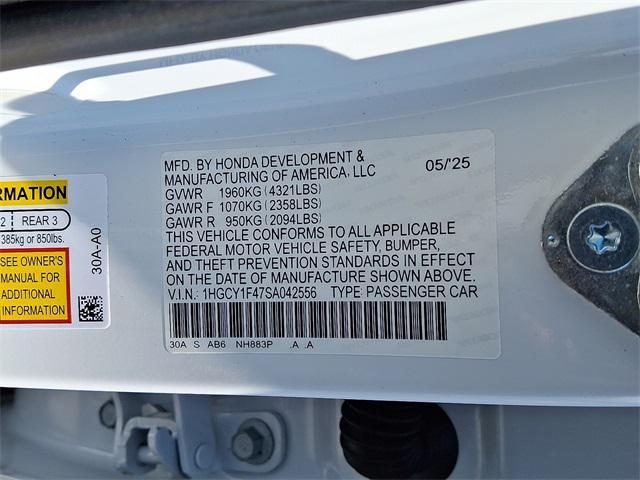 RMATION
2 REAR 3
385kg or 850lbs.
SEE OWNER'S
MANUAL FOR
ADDITIONAL
INFORMATION
30A-A0
MFD. BY HONDA DEVELOPMENT &
MANUFACTURING OF AMERICA, LLC 05/'25
GVWR 1960KG(4321LBS)
GAWR F 1070KG(2358LBS)
GAWR R 950KG(2094LBS)
THIS VEHICLE CONFORMS TO ALL APPLICABLE
FEDERAL MOTOR VEHICLE SAFETY, BUMPER,
AND THEFT PREVENTION STANDARDS IN EFFECT
ON THE DATE OF MANUFACTURE SHOWN ABOVE.
V.I.N.: 1HGCY1F47SA042556 TYPE: PASSENGER CAR
30A S AB6 NH883P .A .A